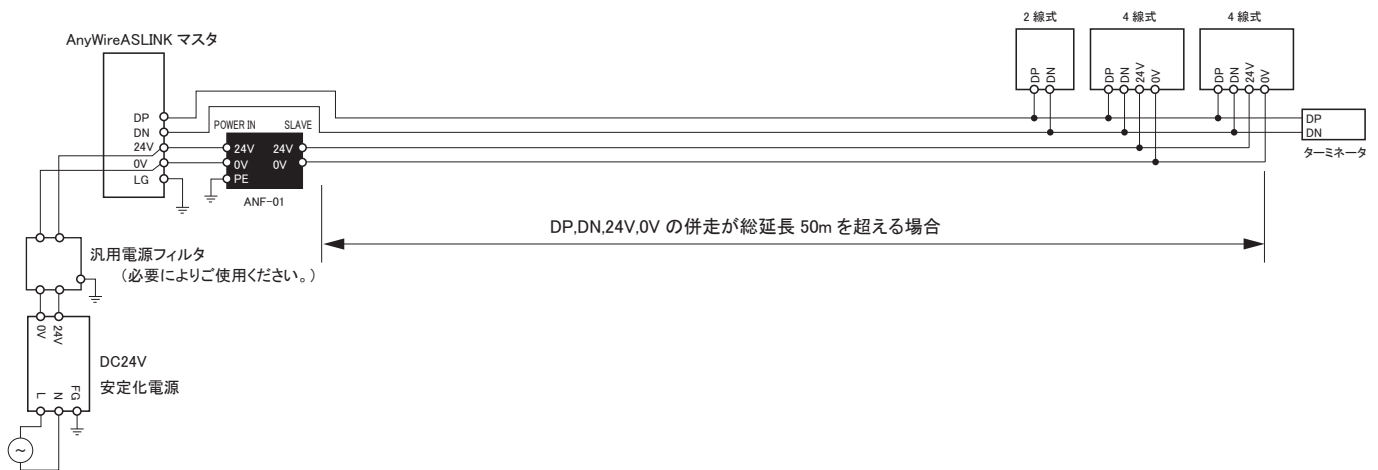 2 線式
4 線式
4 線式
AnyWireASLINK マスタ
DP
DN
DP
DN
24V
0V
DP
DN
24V
0V
DP
DN
24V
0V
LG
POWER IN
SLAVE
24V
0V
PE
24V
0V
ANF-01
DP
DN
ターミネータ
DP,DN,24V,0V の併走が総延長 50m を超える場合
汎用電源フィルタ
（必要によりご使用ください。）
0V
24V
DC24V
安定化電源
L
N
FG
~